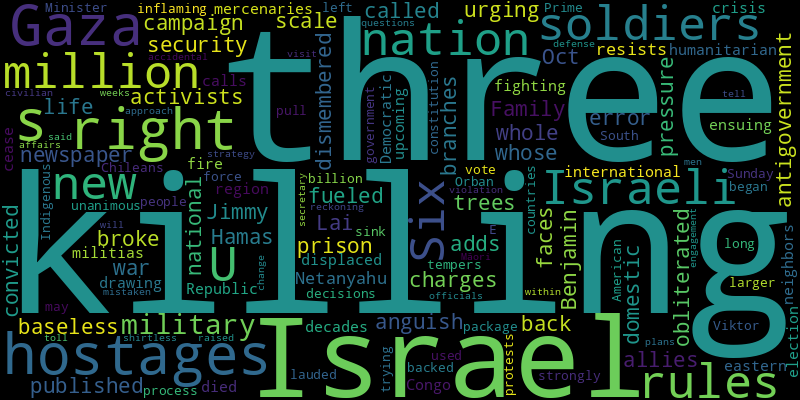 Minister
inflaming
mercenaries
left
called
urging
Prime
crisis
Gaza
campaign
scale
questions
nation
soldiers
security
three
dismembered
visit
Oct
resists
humanitarian
defense
million
accidental
activists
calls
civilian
weeks
life
approach
pull
government
Democratic
upcoming
constitution
branches
fighting
Family
error
pressure
tell
antigovernment
s
right
whole
South
ensuing
newspaper
said
affairs
cease
Chileans
fire
strategy
whose
men
new
unanimous
Indigenous
people
national
force
region
billion
fueled
secretary
reckoning
vote
Orban
violation
international
Sunday
began
killing
Israeli
Six
trees
countries
convicted
Jimmy
Lai
sink
E
adds
faces
Benjamin
domestic
obliterated
engagement
long
neighbors
broke
will
Hamas
prison
Maori
militias
war
U
displaced
tempers
American
larger
drawing
Republic
change
Netanyahu
charges
mistaken
decisions
officials
within
may
baseless
military
Israel
decades
anguish
package
back
Viktor
election
toll
shirtless
raised
protests
plans
hostages
lauded
trying
backed
used
strongly
allies
eastern
published
process
died
Congo
rules